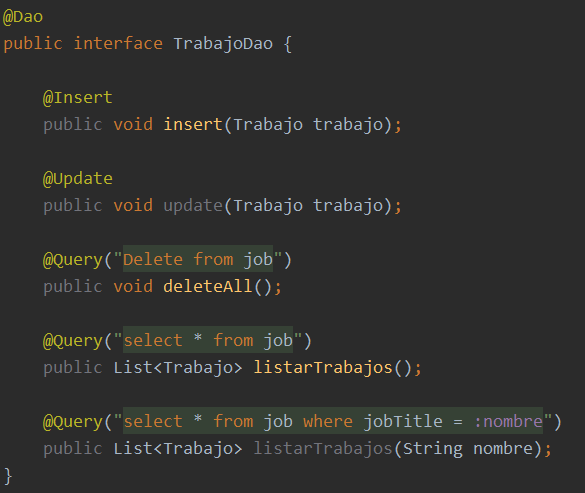 @Dao
public interface TrabajoDao {
@Insert
public void insert(Trabajo trabajo);
@Update
public void update(Trabajo trabajo);
@Query("Delete from job")
public void deleteAll();
@Query("select * from job")
public List<Trabajo> listarTrabajos();
@Query("select * from job where jobTitle = :nombre")
public List<Trabajo> listarTrabajos(String nombre);
}